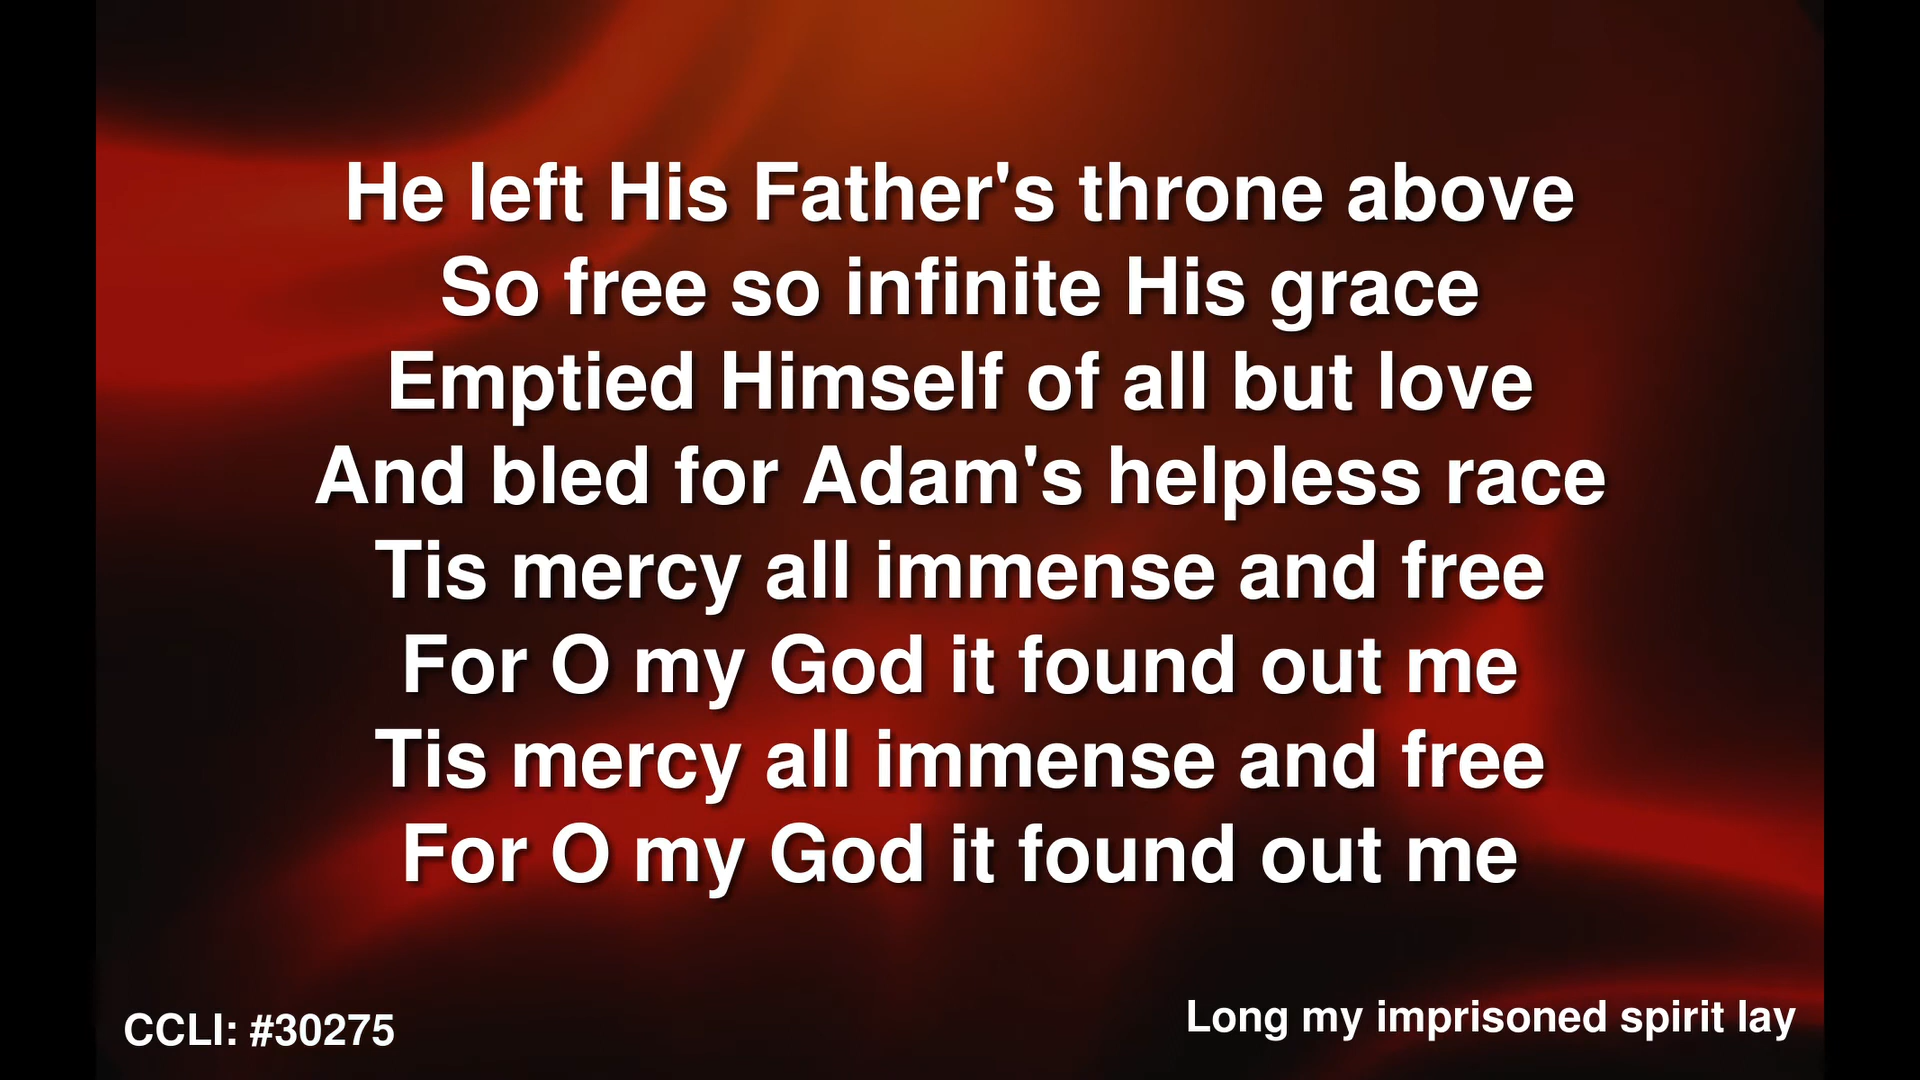 He left His Father's throne above
So free so infinite His grace
Emptied Himself of all but love
And bled for Adam's helpless race
Tis mercy all immense and free
For O my God it found out me
Tis mercy all immense and free
For O my God it found out me
CCLI: #30275
Long my imprisoned spirit lay